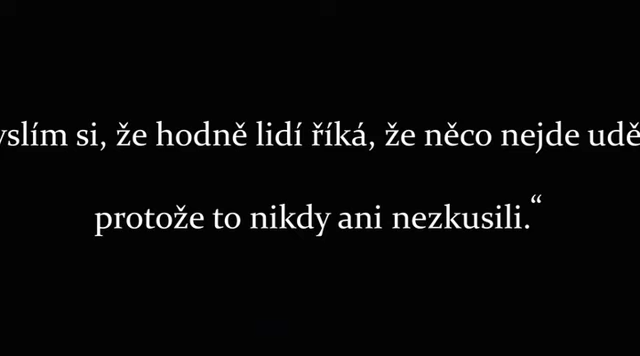 yslím si, že hodně lidí říká, že něco nejde udě
protože to nikdy ani nezkusili.“